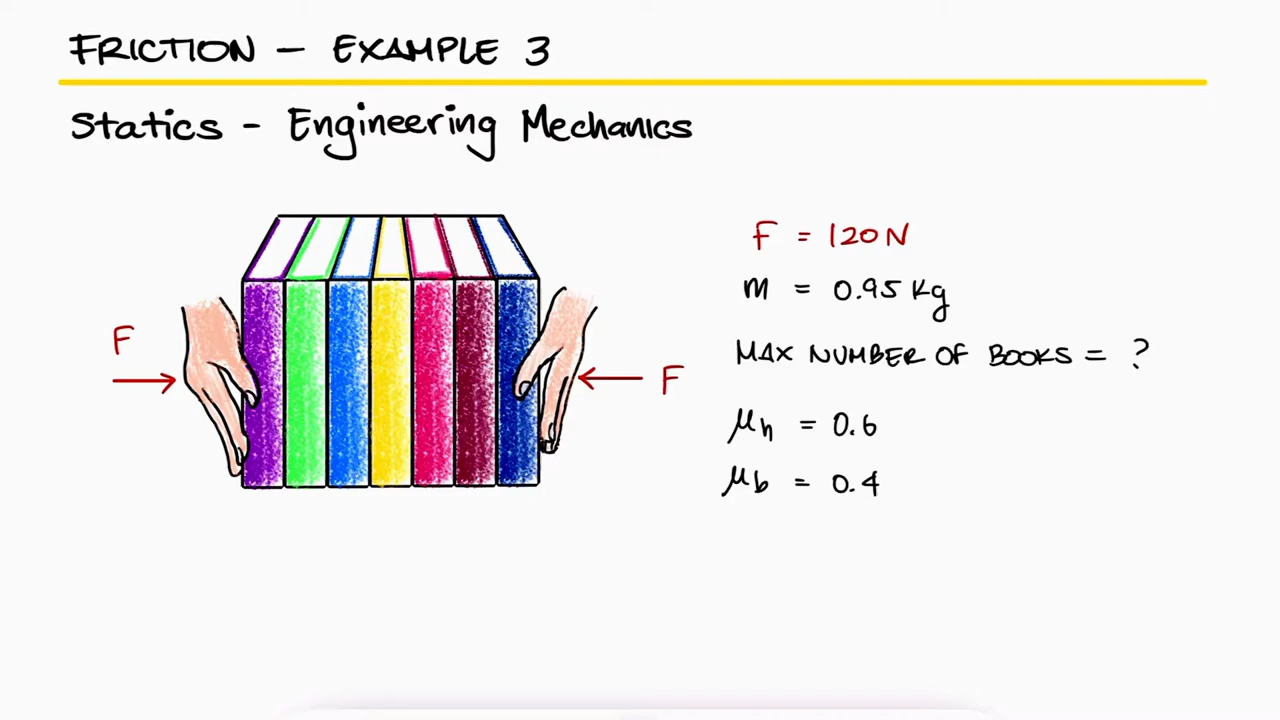 FRICTION – EXAMPLE 3
Statics - Engineering Mechanics
F = 120N
m = 0.95 kg
F
MAX NUMBER OF BOOKS = ?
F
μh = 0.6
μb = 0.4